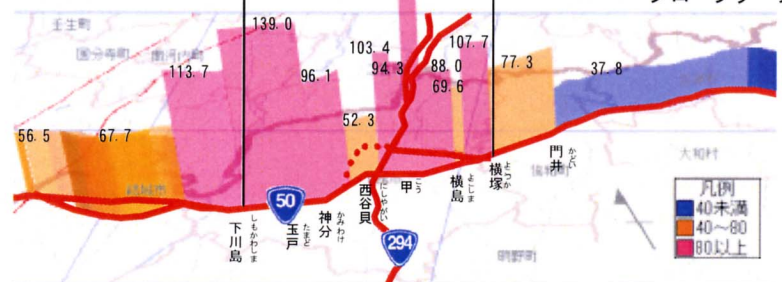 壬生町
国分寺町
南河内町
139.0
113.7
96.1
103.4
94.3
107.7
88.0
69.6
77.3
37.8
56.5
67.7
52.3
結城市
50
294
下川島
しもかわしま
玉戸
たまど
神分
かみわけ
西谷貝
にしやがい
甲
こう
横島
よこしま
横塚
よこつか
門井
かどい
協和町
大和村
明野町
凡例
40未満
40～80
80以上